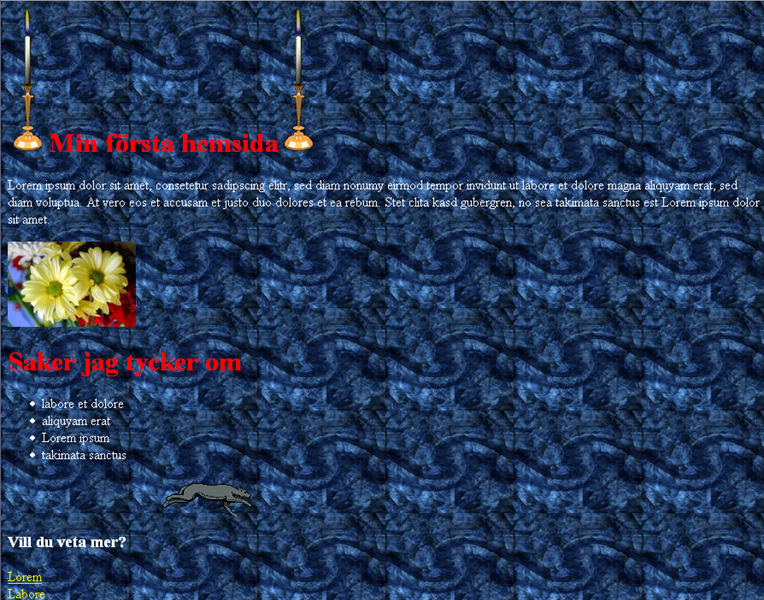 Min första hemsida
Lorem ipsum dolor sit amet, consetetur sadipscing elitr, sed diam nonumy eirmod tempor invidunt ut labore et dolore magna aliquyam erat, sed
diam voluptua. At vero eos et accusam et justo duo dolores et ea rebum. Stet clita kasd gubergren, no sea takimata sanctus est Lorem ipsum dolor
sit amet.
Saker jag tycker om
labore et dolore
aliquyam erat
Lorem ipsum
takimata sanctus
Vill du veta mer?
Lorem
Labore